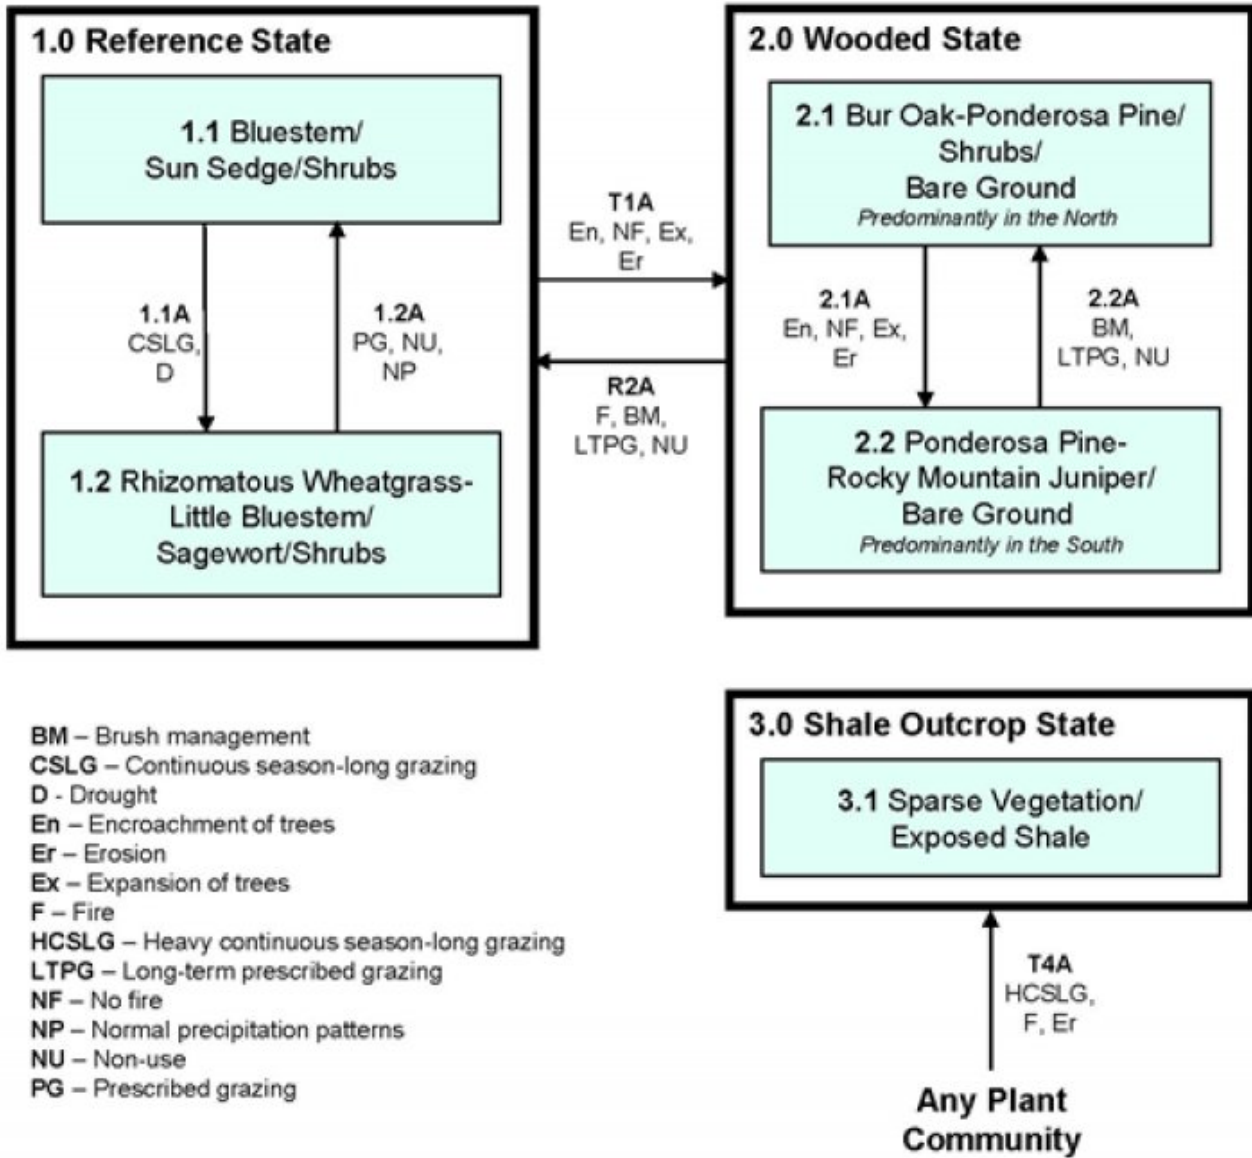 1.0 Reference State
1.1 Bluestem/
Sun Sedge/Shrubs
1.1A
CSLG,
D
1.2A
PG, NU,
NP
1.2 Rhizomatous Wheatgrass-
Little Bluestem/
Sagewort/Shrubs
T1A
En, NF, Ex,
Er
R2A
F, BM,
LTPG, NU
2.0 Wooded State
2.1 Bur Oak-Ponderosa Pine/
Shrubs/
Bare Ground
Predominantly in the North
2.1A
En, NF, Ex,
Er
2.2A
BM,
LTPG, NU
2.2 Ponderosa Pine-
Rocky Mountain Juniper/
Bare Ground
Predominantly in the South
BM – Brush management
CSLG – Continuous season-long grazing
D - Drought
En – Encroachment of trees
Er – Erosion
Ex – Expansion of trees
F – Fire
HCSLG – Heavy continuous season-long grazing
LTPG – Long-term prescribed grazing
NF – No fire
NP – Normal precipitation patterns
NU – Non-use
PG – Prescribed grazing
3.0 Shale Outcrop State
3.1 Sparse Vegetation/
Exposed Shale
T4A
HCSLG,
F, Er
Any Plant
Community